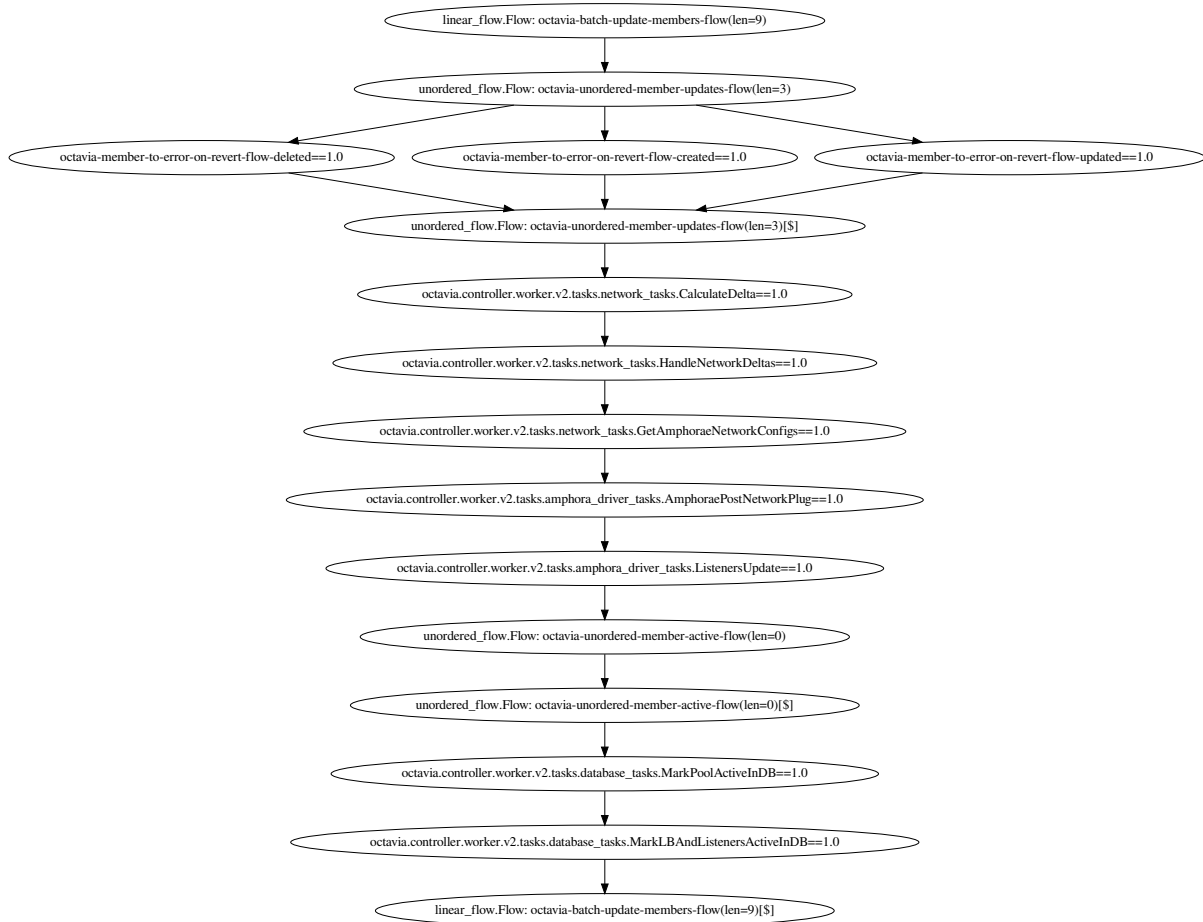 linear_flow.Flow: octavia-batch-update-members-flow(len=9)
unordered_flow.Flow: octavia-unordered-member-updates-flow(len=3)
octavia-member-to-error-on-revert-flow-deleted==1.0
octavia-member-to-error-on-revert-flow-created==1.0
octavia-member-to-error-on-revert-flow-updated==1.0
unordered_flow.Flow: octavia-unordered-member-updates-flow(len=3)[$]
octavia.controller.worker.v2.tasks.network_tasks.CalculateDelta==1.0
octavia.controller.worker.v2.tasks.network_tasks.HandleNetworkDeltas==1.0
octavia.controller.worker.v2.tasks.network_tasks.GetAmphoraeNetworkConfigs==1.0
octavia.controller.worker.v2.tasks.amphora_driver_tasks.AmphoraePostNetworkPlug==1.0
octavia.controller.worker.v2.tasks.amphora_driver_tasks.ListenersUpdate==1.0
unordered_flow.Flow: octavia-unordered-member-active-flow(len=0)
unordered_flow.Flow: octavia-unordered-member-active-flow(len=0)[$]
octavia.controller.worker.v2.tasks.database_tasks.MarkPoolActiveInDB==1.0
octavia.controller.worker.v2.tasks.database_tasks.MarkLBAndListenersActiveInDB==1.0
linear_flow.Flow: octavia-batch-update-members-flow(len=9)[$]